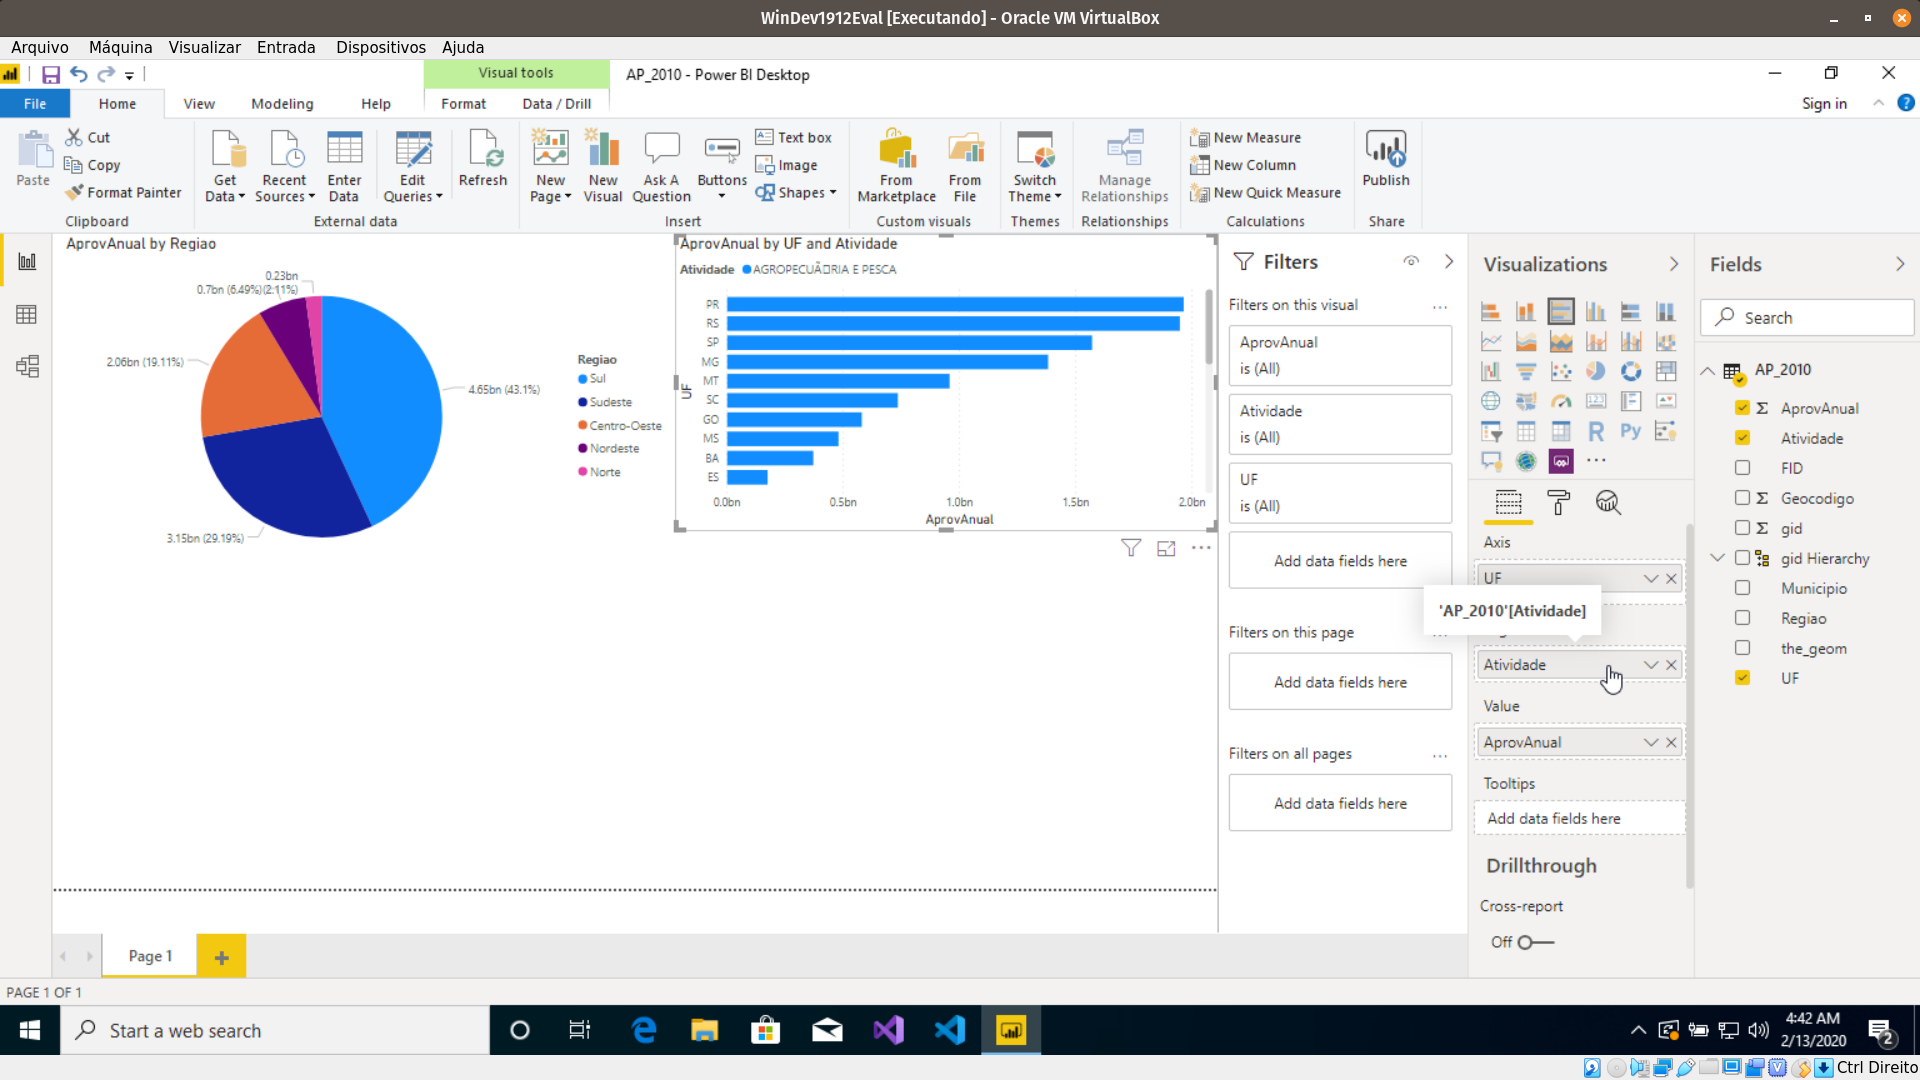 WinDev1912Eval [Executando] - Oracle VM VirtualBox
Arquivo Máquina Visualizar Entrada Dispositivos Ajuda
Visual tools
AP_2010 - Power BI Desktop
File Home View Modeling Help Format Data / Drill
Sign in
Paste
Cut
Copy
Format Painter
Clipboard
Get Data
Recent Sources
Enter Data
Edit Queries
Refresh
External data
New Page
New Visual
Ask A Question
Buttons
Text box
Image
Shapes
Insert
From Marketplace
From File
Custom visuals
Switch Theme
Themes
Manage Relationships
Relationships
New Measure
New Column
New Quick Measure
Calculations
Publish
Share
AprovAnual by Regiao
0.23bn
(2.11%)
0.7bn (6.49%)
2.06bn (19.11%)
4.65bn (43.1%)
3.15bn (29.19%)
Regiao
Sul
Sudeste
Centro-Oeste
Nordeste
Norte
AprovAnual by UF and Atividade
Atividade AGROPECUÃ□RIA E PESCA
PR
RS
SP
MG
MT
SC
GO
MS
BA
ES
UF
0.0bn 0.5bn 1.0bn 1.5bn 2.0bn
AprovAnual
Filters
Filters on this visual
AprovAnual
is (All)
Atividade
is (All)
UF
is (All)
Add data fields here
Filters on this page
Add data fields here
Filters on all pages
Add data fields here
Visualizations
R Py
Axis
UF
'AP_2010'[Atividade]
Atividade
Value
AprovAnual
Tooltips
Add data fields here
Drillthrough
Cross-report
Off
Fields
Search
AP_2010
AprovAnual
Atividade
FID
Geocodigo
gid
gid Hierarchy
Municipio
Regiao
the_geom
UF
Page 1
PAGE 1 OF 1
Start a web search
4:42 AM
2/13/2020
2
Ctrl Direito